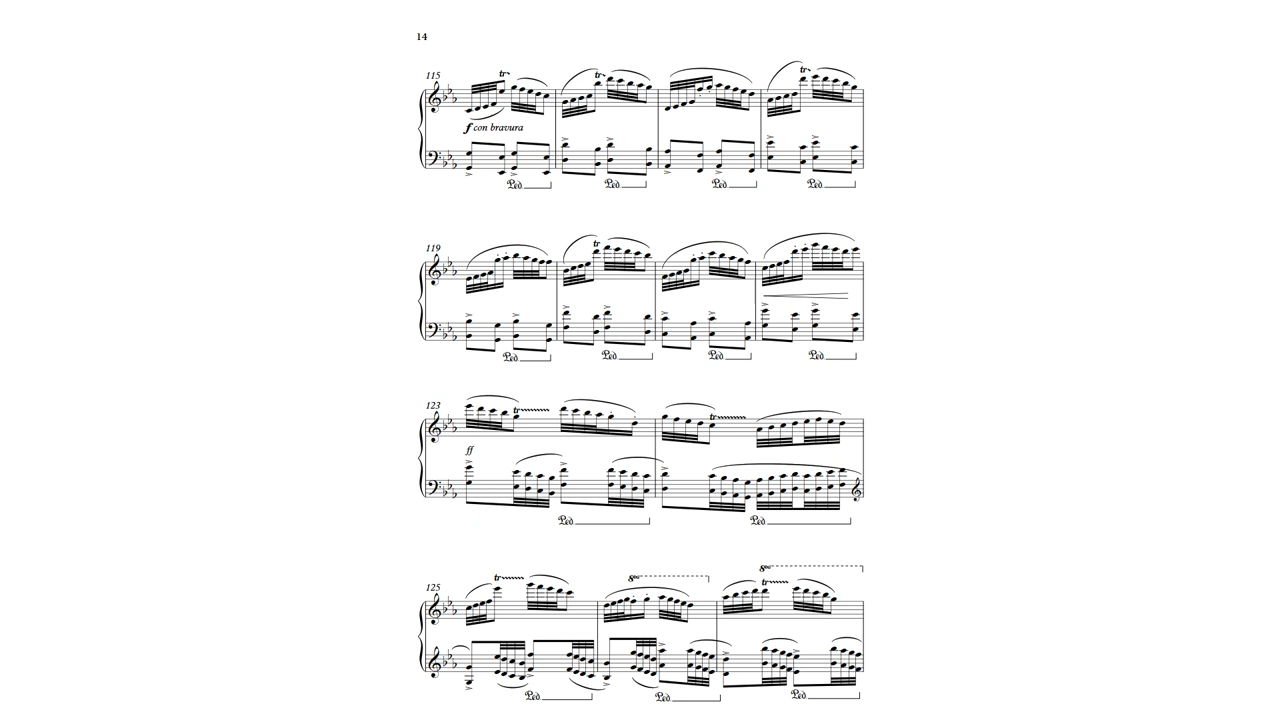 14
115 tr tr tr
f con bravura
Ped. Ped. Ped. Ped.
119 tr
Ped. Ped. Ped. Ped.
123 tr tr
ff
Ped. Ped.
8va
125 tr 8va tr
Ped. Ped. Ped.